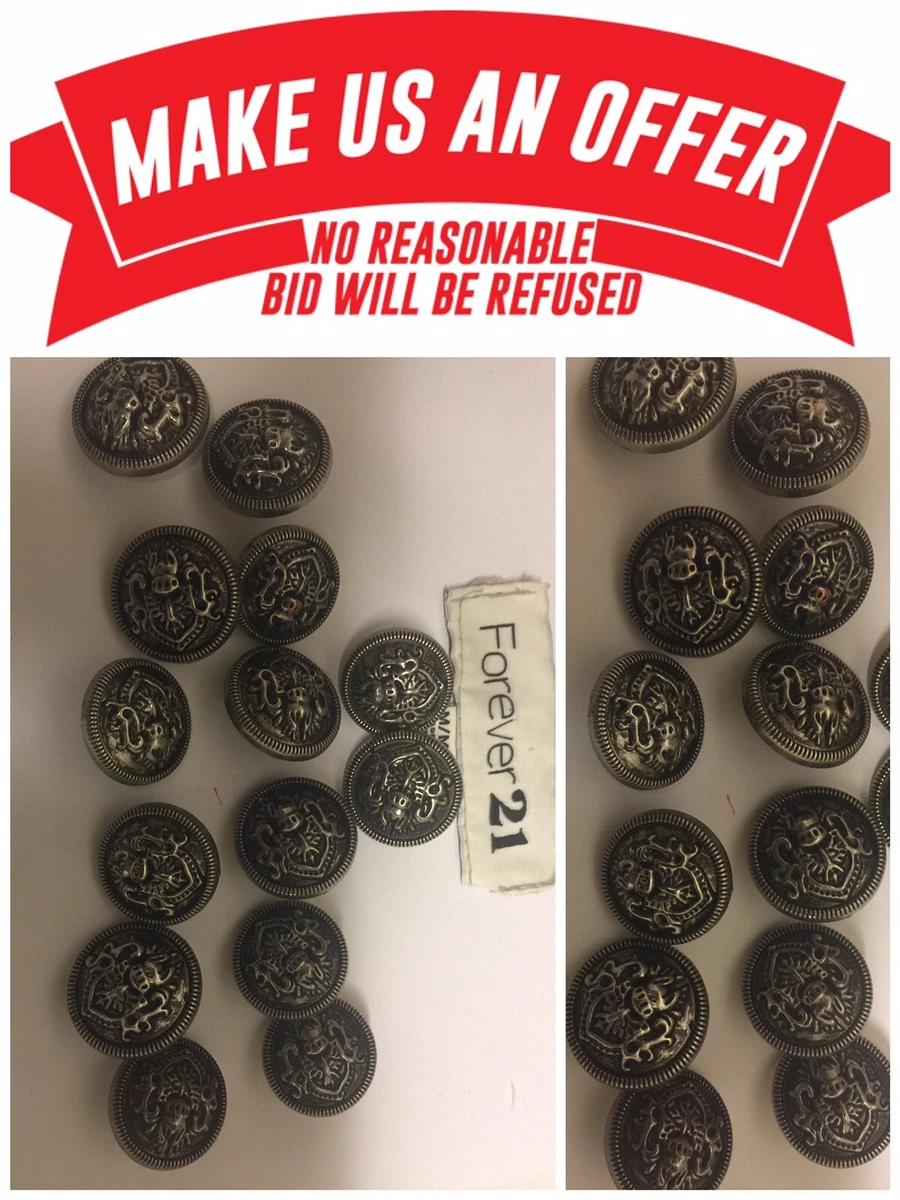 MAKE US AN OFFER
NO REASONABLE
BID WILL BE REFUSED
Forever 21